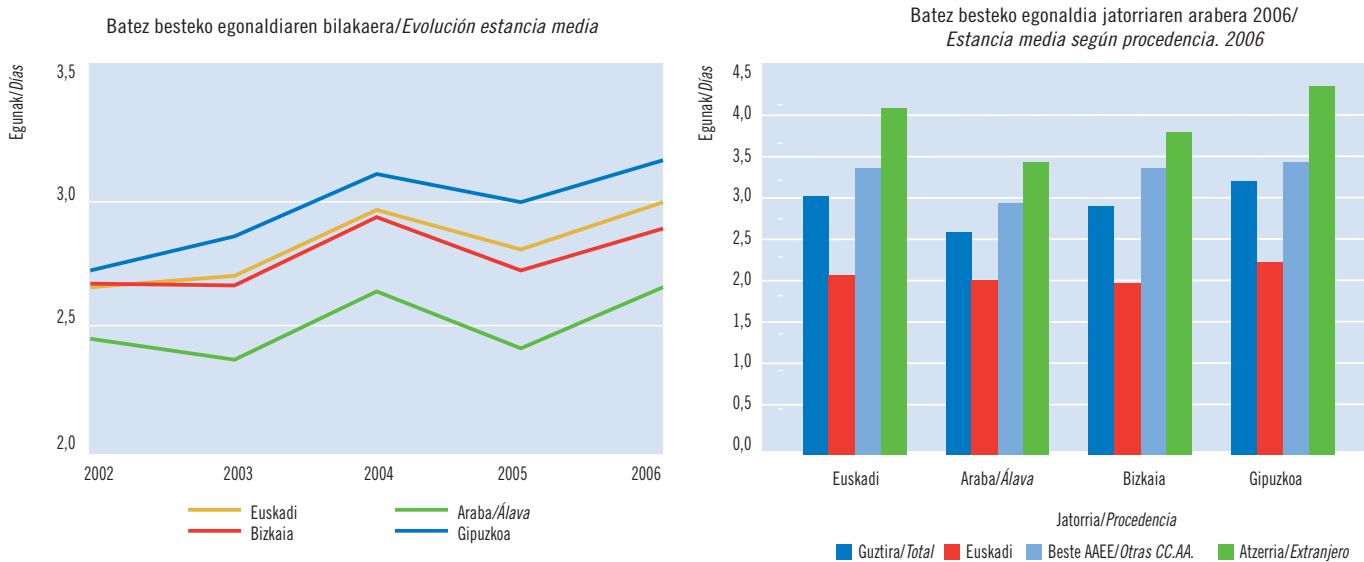 Batez besteko egonaldiaren bilakaera/Evolución estancia media
Egunak/Días
3,5
3,0
2,5
2,0
2002 2003 2004 2005 2006
Euskadi Araba/Álava
Bizkaia Gipuzkoa
Batez besteko egonaldia jatorriaren arabera 2006/
Estancia media según procedencia. 2006
Egunak/Días
4,5
4,0
3,5
3,0
2,5
2,0
1,5
1,0
0,5
0,0
Euskadi Araba/Álava Bizkaia Gipuzkoa
Jatorria/Procedencia
Guztira/Total Euskadi Beste AAEE/Otras CC.AA. Atzerria/Extranjero